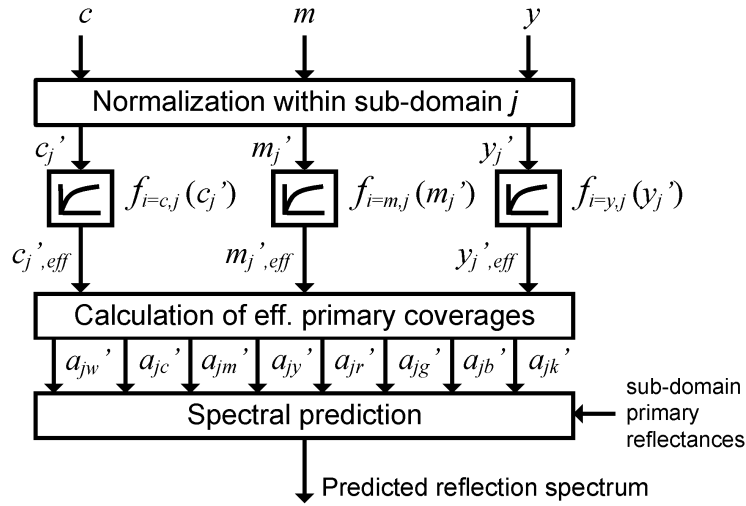 c m y
Normalization within sub-domain j
cj’ mj’ yj’
fi=c,j (cj’) fi=m,j (mj’) fi=y,j (yj’)
cj’,eff mj’,eff yj’,eff
Calculation of eff. primary coverages
ajw’ ajc’ ajm’ ajy’ ajr’ ajg’ ajb’ ajk’
Spectral prediction
sub-domain
primary
reflectances
Predicted reflection spectrum